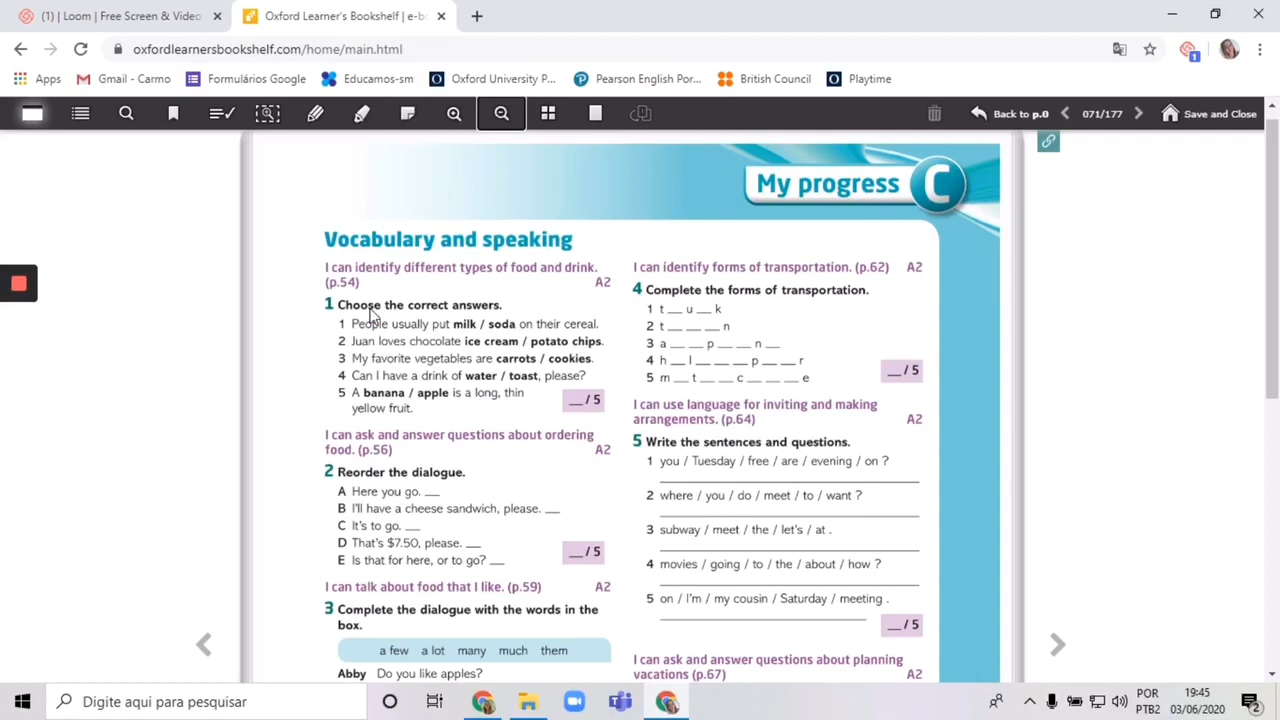 (1) | Loom | Free Screen & Video
Oxford Learner's Bookshelf | e-bo
oxfordlearnersbookshelf.com/home/main.html
Apps
Gmail - Carmo
Formulários Google
Educamos-sm
Oxford University P...
Pearson English Por...
British Council
Playtime
Back to p.0
071/177
Save and Close
My progress C
Vocabulary and speaking
I can identify different types of food and drink.
(p.54) A2
1 Choose the correct answers.
1 People usually put milk / soda on their cereal.
2 Juan loves chocolate ice cream / potato chips.
3 My favorite vegetables are carrots / cookies.
4 Can I have a drink of water / toast, please?
5 A banana / apple is a long, thin
yellow fruit.
__ / 5
I can ask and answer questions about ordering
food. (p.56) A2
2 Reorder the dialogue.
A Here you go. __
B I'll have a cheese sandwich, please. __
C It's to go. __
D That's $7.50, please. __
E Is that for here, or to go? __
__ / 5
I can talk about food that I like. (p.59) A2
3 Complete the dialogue with the words in the
box.
a few a lot many much them
Abby Do you like apples?
I can identify forms of transportation. (p.62) A2
4 Complete the forms of transportation.
1 t __ u __ k
2 t __ __ __ n
3 a __ __ p __ __ n __
4 h __ l __ __ __ p __ __ r
5 m __ t __ __ c __ __ __ e
__ / 5
I can use language for inviting and making
arrangements. (p.64) A2
5 Write the sentences and questions.
1 you / Tuesday / free / are / evening / on ?
2 where / you / do / meet / to / want ?
3 subway / meet / the / let's / at .
4 movies / going / to / the / about / how ?
5 on / I'm / my cousin / Saturday / meeting .
__ / 5
I can ask and answer questions about planning
vacations (p.67) A2
Digite aqui para pesquisar
POR
PTB2
19:45
03/06/2020
2